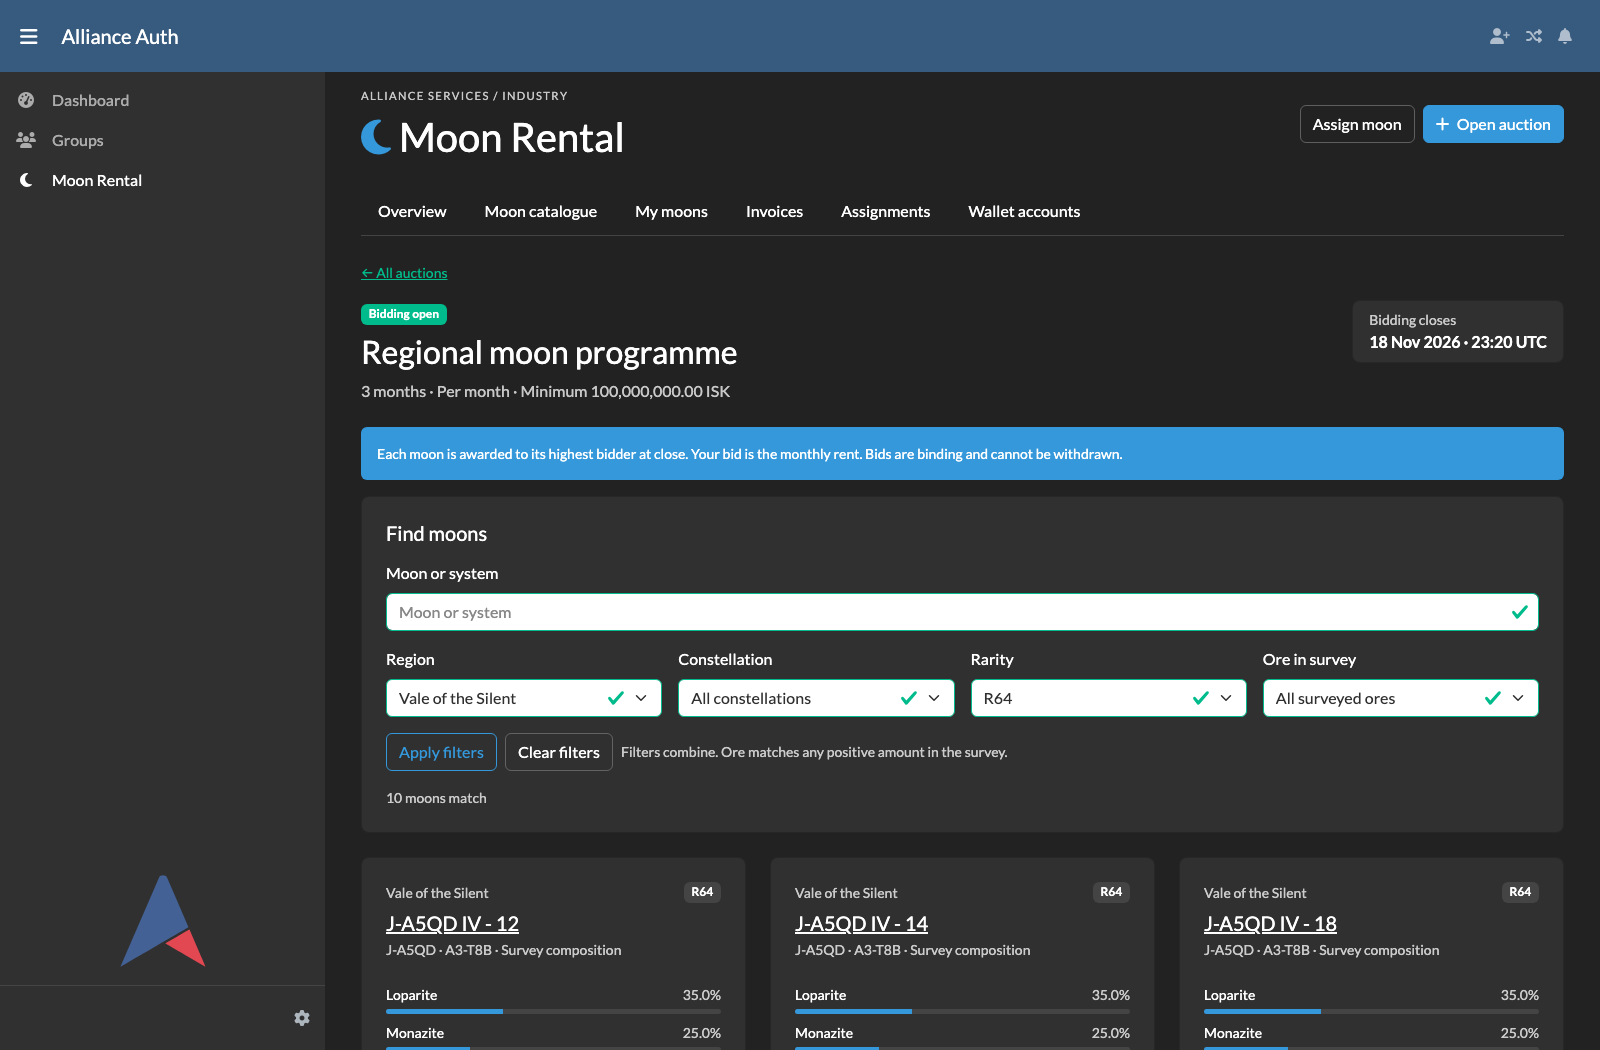 Alliance Auth
Dashboard
Groups
Moon Rental
ALLIANCE SERVICES / INDUSTRY
Moon Rental
Assign moon
Open auction
Overview
Moon catalogue
My moons
Invoices
Assignments
Wallet accounts
← All auctions
Bidding open
Regional moon programme
3 months · Per month · Minimum 100,000,000.00 ISK
Bidding closes
18 Nov 2026 · 23:20 UTC
Each moon is awarded to its highest bidder at close. Your bid is the monthly rent. Bids are binding and cannot be withdrawn.
Find moons
Moon or system
Moon or system
Region
Constellation
Rarity
Ore in survey
Vale of the Silent
All constellations
R64
All surveyed ores
Apply filters
Clear filters
Filters combine. Ore matches any positive amount in the survey.
10 moons match
Vale of the Silent
R64
J-A5QD IV - 12
J-A5QD · A3-T8B · Survey composition
Loparite
35.0%
Monazite
25.0%
Vale of the Silent
R64
J-A5QD IV - 14
J-A5QD · A3-T8B · Survey composition
Loparite
35.0%
Monazite
25.0%
Vale of the Silent
R64
J-A5QD IV - 18
J-A5QD · A3-T8B · Survey composition
Loparite
35.0%
Monazite
25.0%